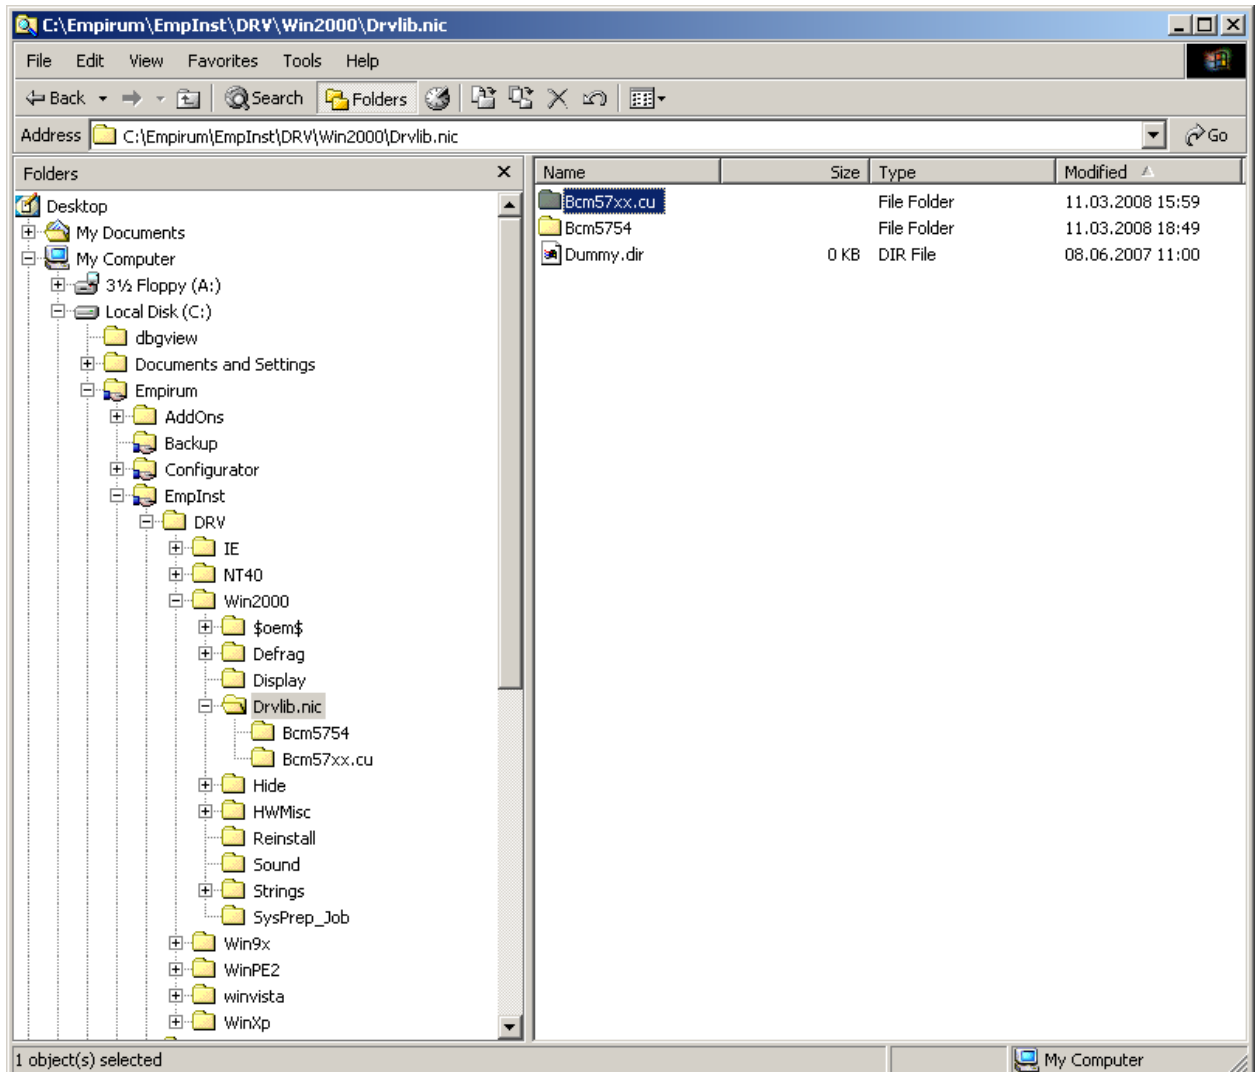 C:\Empirum\EmpInst\DRV\Win2000\Drvlib.nic
File Edit View Favorites Tools Help
Back Search Folders
Address C:\Empirum\EmpInst\DRV\Win2000\Drvlib.nic Go
Folders
Desktop
My Documents
My Computer
3½ Floppy (A:)
Local Disk (C:)
dbgview
Documents and Settings
Empirum
AddOns
Backup
Configurator
EmpInst
DRV
IE
NT40
Win2000
$oem$
Defrag
Display
Drvlib.nic
Bcm5754
Bcm57xx.cu
Hide
HWMisc
Reinstall
Sound
Strings
SysPrep_Job
Win9x
WinPE2
winvista
WinXp
Name Size Type Modified
Bcm57xx.cu File Folder 11.03.2008 15:59
Bcm5754 File Folder 11.03.2008 18:49
Dummy.dir 0 KB DIR File 08.06.2007 11:00
1 object(s) selected My Computer